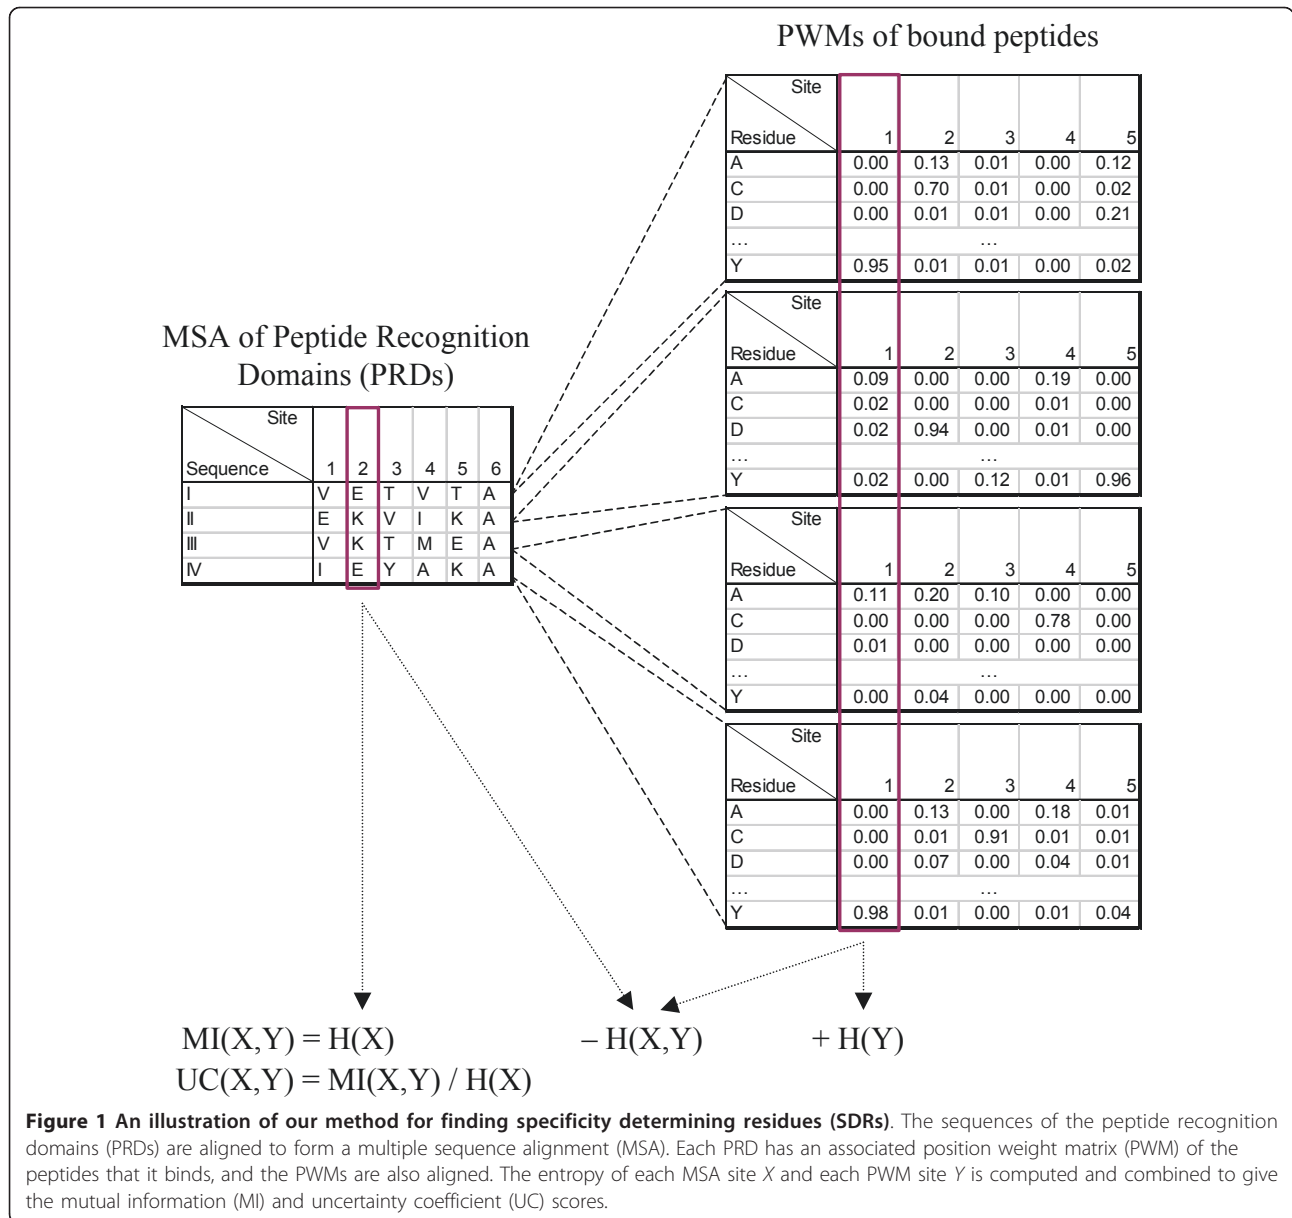 PWMs of bound peptides
Site
Residue 1 2 3 4 5
A 0.00 0.13 0.01 0.00 0.12
C 0.00 0.70 0.01 0.00 0.02
D 0.00 0.01 0.01 0.00 0.21
... ...
Y 0.95 0.01 0.01 0.00 0.02
Site
Residue 1 2 3 4 5
A 0.09 0.00 0.00 0.19 0.00
C 0.02 0.00 0.00 0.01 0.00
D 0.02 0.94 0.00 0.01 0.00
... ...
Y 0.02 0.00 0.12 0.01 0.96
MSA of Peptide Recognition
Domains (PRDs)
Site
Sequence 1 2 3 4 5 6
I V E T V T A
II E K V I K A
III V K T M E A
IV I E Y A K A
Site
Residue 1 2 3 4 5
A 0.11 0.20 0.10 0.00 0.00
C 0.00 0.00 0.00 0.78 0.00
D 0.01 0.00 0.00 0.00 0.00
... ...
Y 0.00 0.04 0.00 0.00 0.00
Site
Residue 1 2 3 4 5
A 0.00 0.13 0.00 0.18 0.01
C 0.00 0.01 0.91 0.01 0.01
D 0.00 0.07 0.00 0.04 0.01
... ...
Y 0.98 0.01 0.00 0.01 0.04
MI(X,Y) = H(X) – H(X,Y) + H(Y)
UC(X,Y) = MI(X,Y) / H(X)
Figure 1 An illustration of our method for finding specificity determining residues (SDRs). The sequences of the peptide recognition
domains (PRDs) are aligned to form a multiple sequence alignment (MSA). Each PRD has an associated position weight matrix (PWM) of the
peptides that it binds, and the PWMs are also aligned. The entropy of each MSA site X and each PWM site Y is computed and combined to give
the mutual information (MI) and uncertainty coefficient (UC) scores.